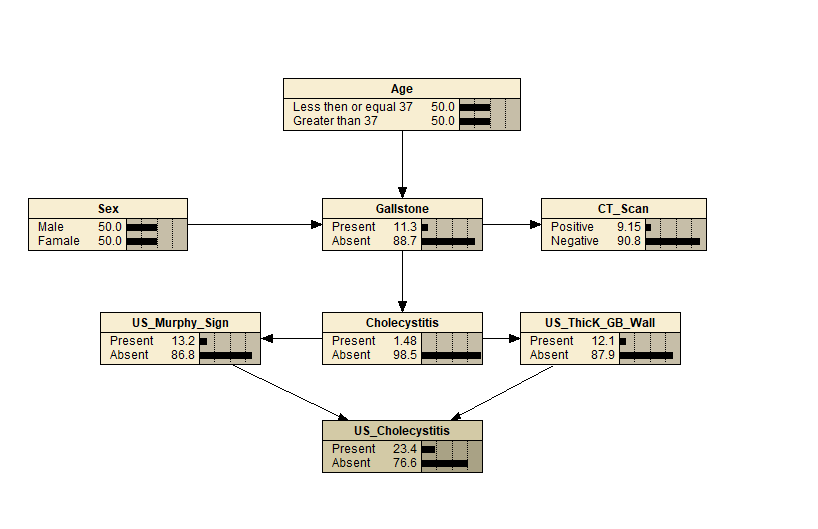 Age
Less then or equal 37 50.0
Greater than 37 50.0
Sex
Male 50.0
Famale 50.0
Gallstone
Present 11.3
Absent 88.7
CT_Scan
Positive 9.15
Negative 90.8
US_Murphy_Sign
Present 13.2
Absent 86.8
Cholecystitis
Present 1.48
Absent 98.5
US_ThicK_GB_Wall
Present 12.1
Absent 87.9
US_Cholecystitis
Present 23.4
Absent 76.6